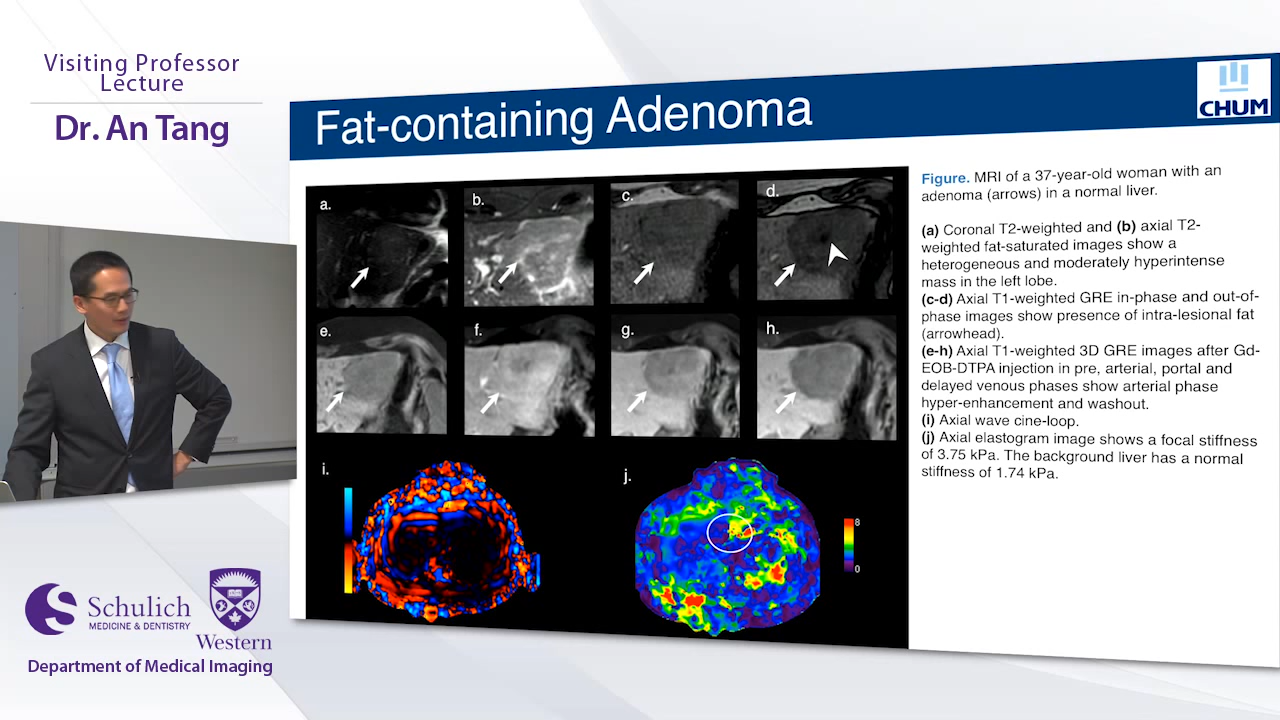 Visiting Professor
Lecture
Dr. An Tang
Fat-containing Adenoma
CHUM
a.
b.
c.
d.
e.
f.
g.
h.
i.
j.
8
0
Figure. MRI of a 37-year-old woman with an
adenoma (arrows) in a normal liver.
(a) Coronal T2-weighted and (b) axial T2-
weighted fat-saturated images show a
heterogeneous and moderately hyperintense
mass in the left lobe.
(c-d) Axial T1-weighted GRE in-phase and out-of-
phase images show presence of intra-lesional fat
(arrowhead).
(e-h) Axial T1-weighted 3D GRE images after Gd-
EOB-DTPA injection in pre, arterial, portal and
delayed venous phases show arterial phase
hyper-enhancement and washout.
(i) Axial wave cine-loop.
(j) Axial elastogram image shows a focal stiffness
of 3.75 kPa. The background liver has a normal
stiffness of 1.74 kPa.
Schulich
MEDICINE & DENTISTRY
Western
Department of Medical Imaging